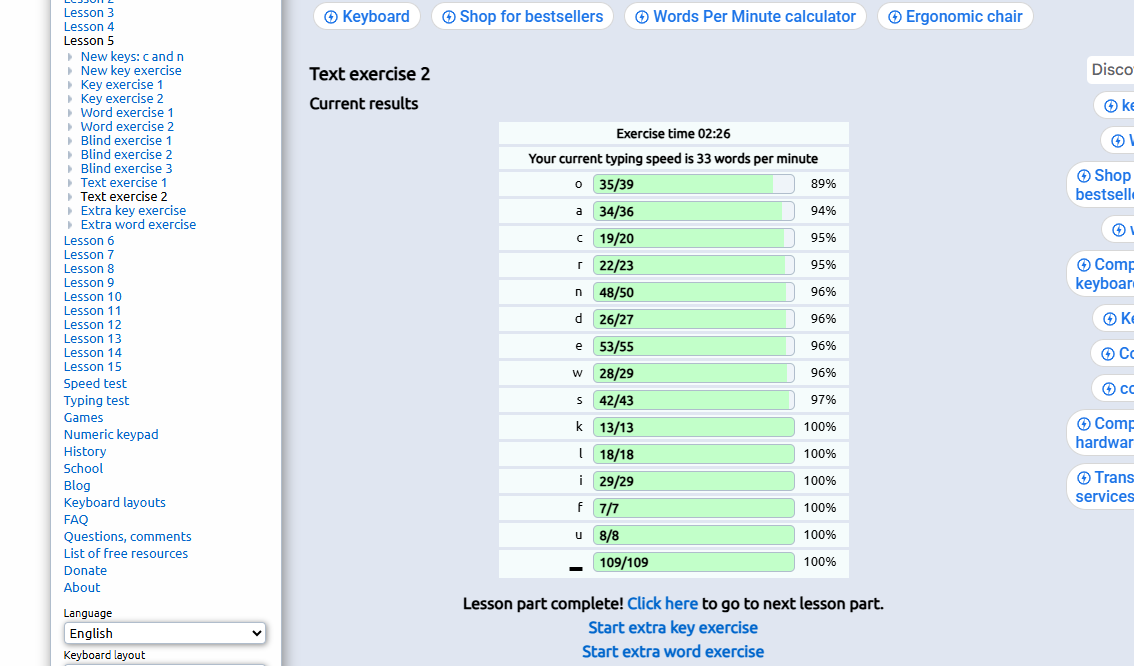 Lesson 3
Lesson 4
Lesson 5
New keys: c and n
New key exercise
Key exercise 1
Key exercise 2
Word exercise 1
Word exercise 2
Blind exercise 1
Blind exercise 2
Blind exercise 3
Text exercise 1
Text exercise 2
Extra key exercise
Extra word exercise
Lesson 6
Lesson 7
Lesson 8
Lesson 9
Lesson 10
Lesson 11
Lesson 12
Lesson 13
Lesson 14
Lesson 15
Speed test
Typing test
Games
Numeric keypad
History
School
Blog
Keyboard layouts
FAQ
Questions, comments
List of free resources
Donate
About
Language
English
Keyboard layout
Keyboard Shop for bestsellers Words Per Minute calculator Ergonomic chair
Text exercise 2
Current results
Exercise time 02:26
Your current typing speed is 33 words per minute
o 35/39 89%
a 34/36 94%
c 19/20 95%
r 22/23 95%
n 48/50 96%
d 26/27 96%
e 53/55 96%
w 28/29 96%
s 42/43 97%
k 13/13 100%
l 18/18 100%
i 29/29 100%
f 7/7 100%
u 8/8 100%
_ 109/109 100%
Lesson part complete! Click here to go to next lesson part.
Start extra key exercise
Start extra word exercise
Disco
ke
Shop
bestselle
Comp
keyboar
Ke
Co
co
Comp
hardwar
Trans
services